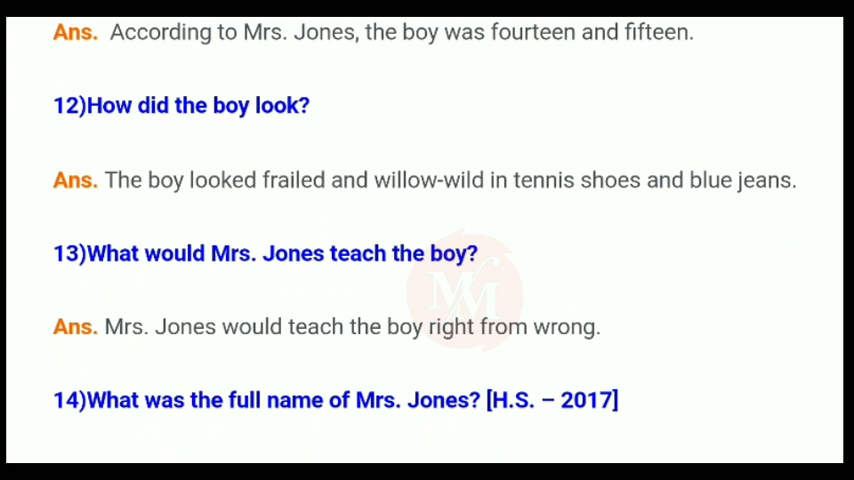 Ans. According to Mrs. Jones, the boy was fourteen and fifteen.
12)How did the boy look?
Ans. The boy looked frailed and willow-wild in tennis shoes and blue jeans.
13)What would Mrs. Jones teach the boy?
Ans. Mrs. Jones would teach the boy right from wrong.
14)What was the full name of Mrs. Jones? [H.S. – 2017]